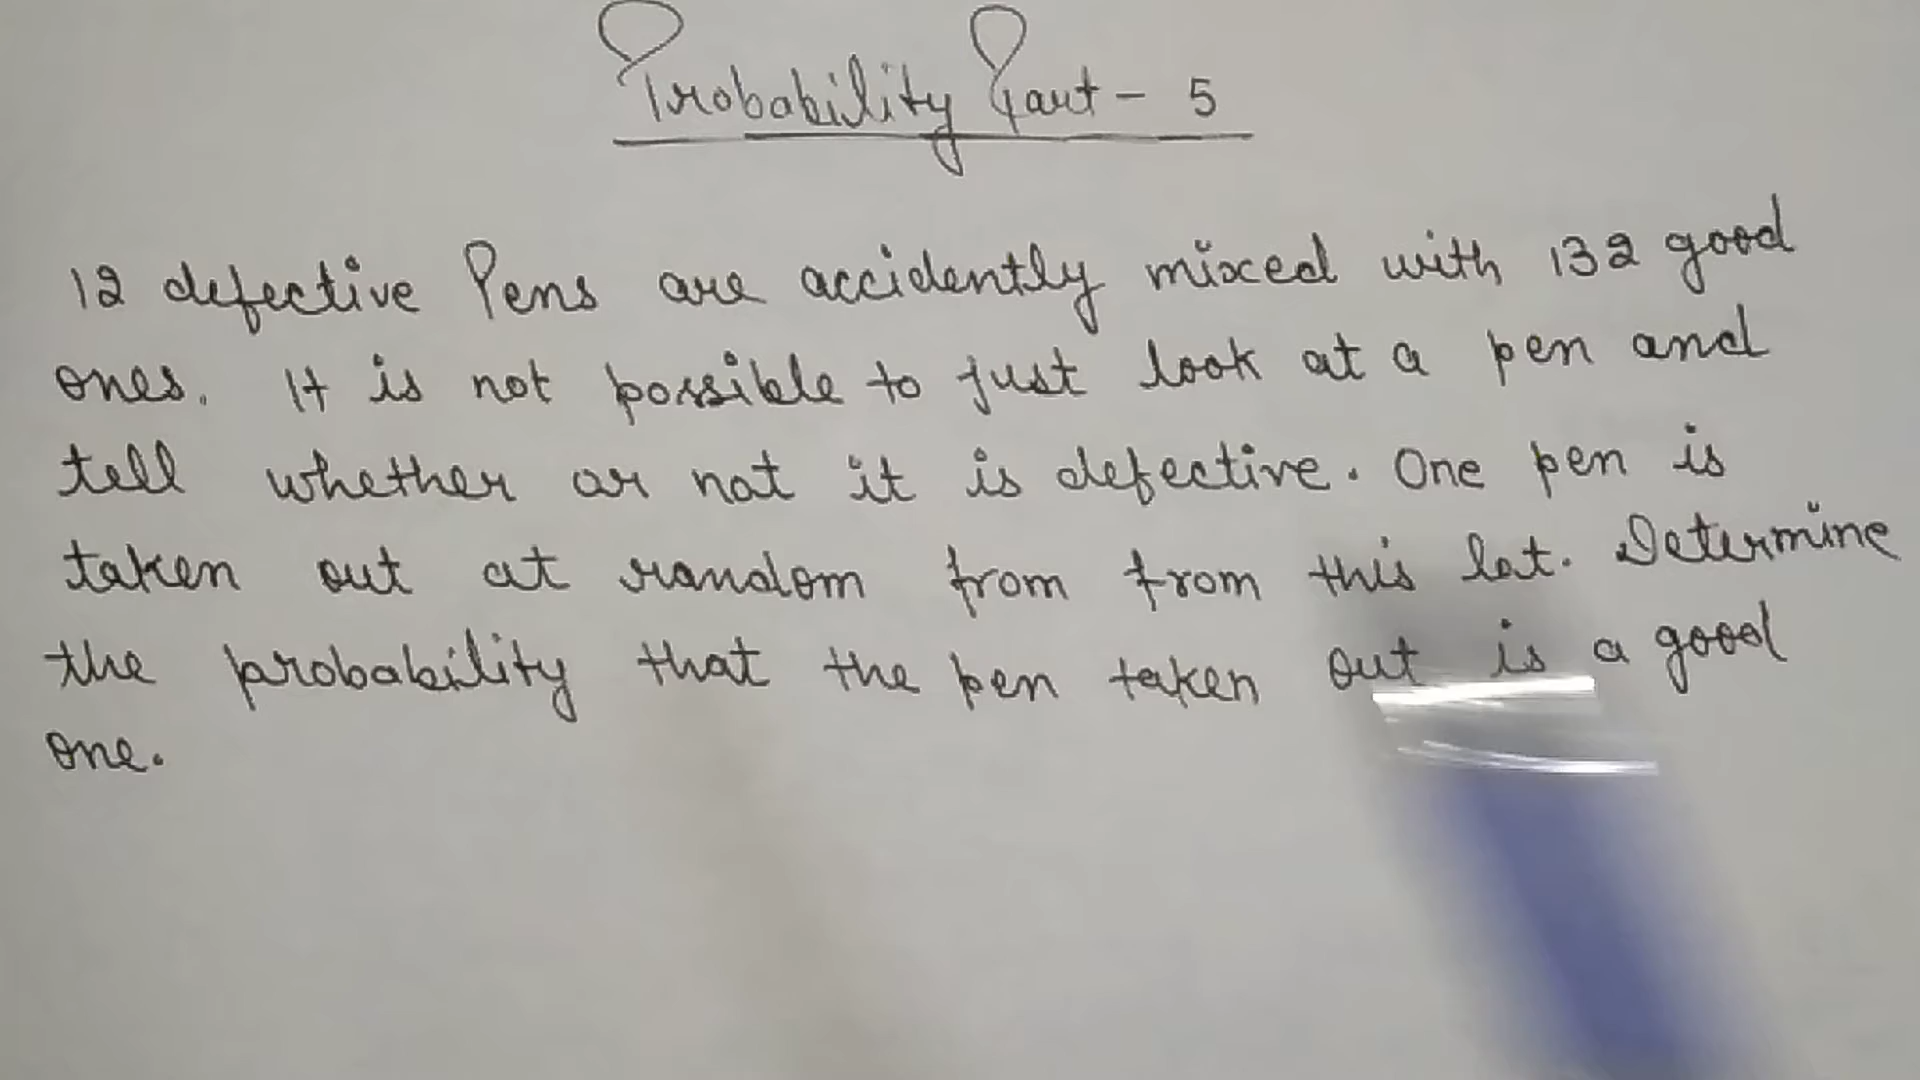 Probability Part - 5
12 defective Pens are accidently mixed with 132 good
ones. It is not possible to just look at a pen and
tell whether or not it is defective. One pen is
taken out at random from from this lot. Determine
the probability that the pen taken out is a good
one.